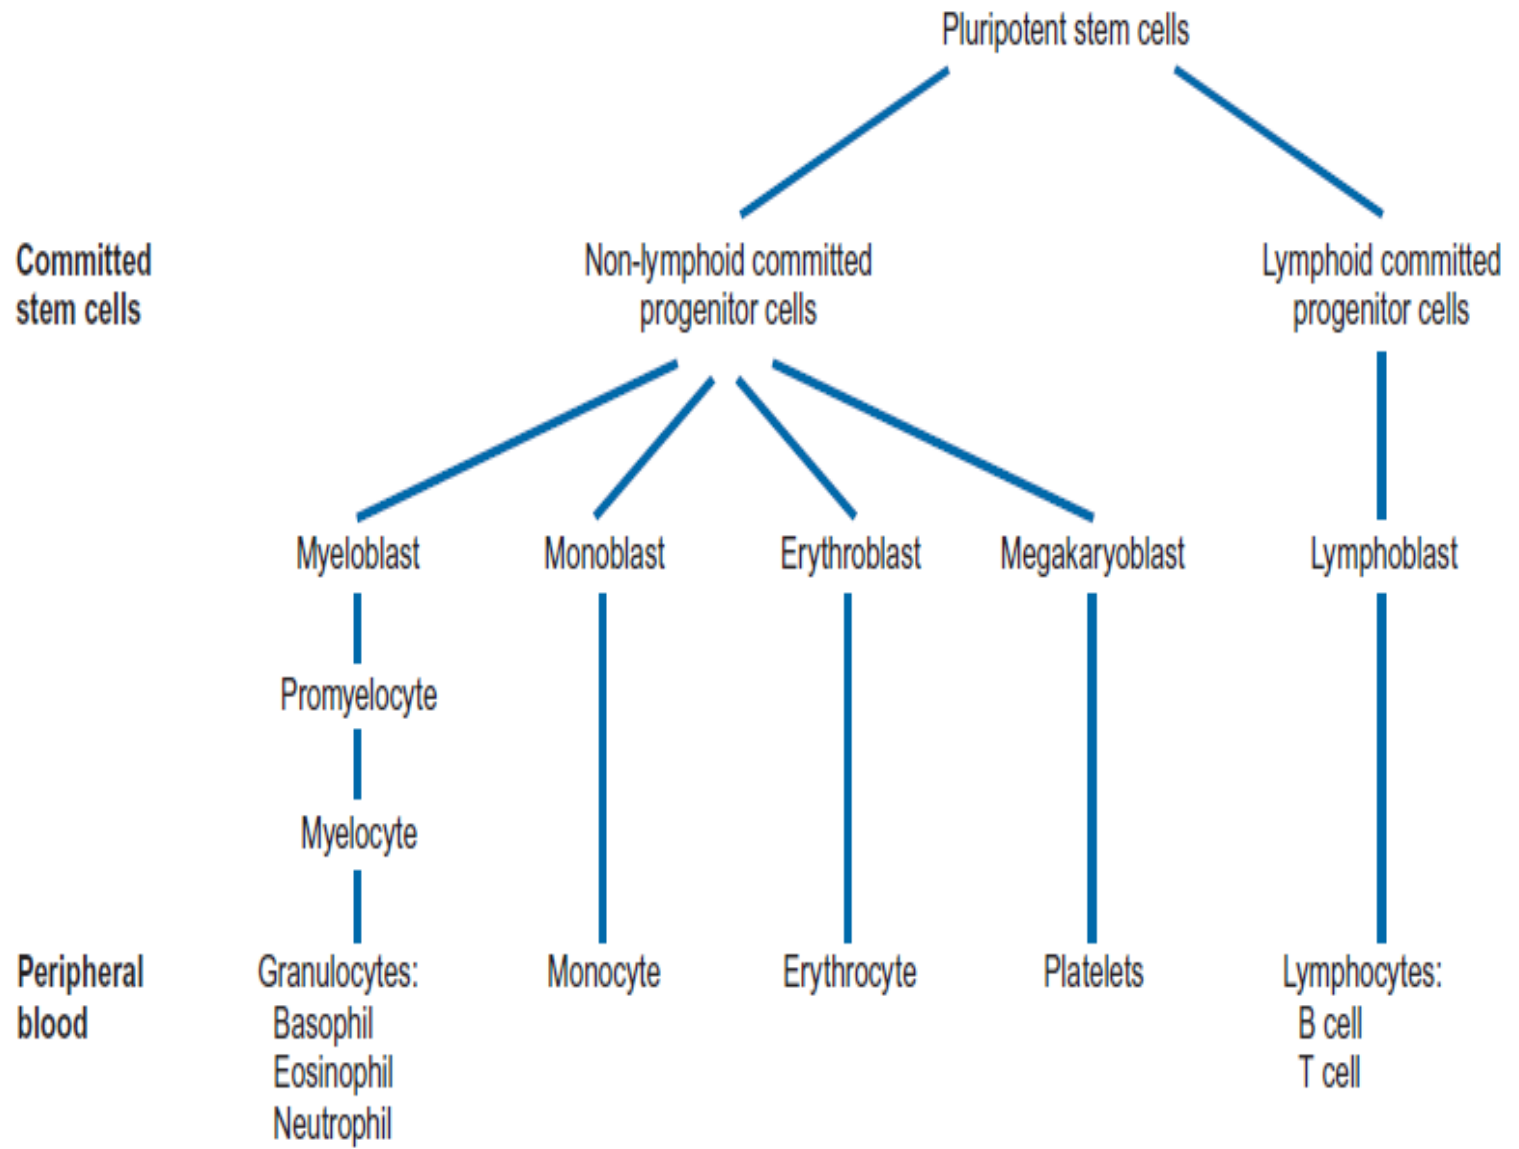 Pluripotent stem cells
Committed
stem cells
Non-lymphoid committed
progenitor cells
Lymphoid committed
progenitor cells
Myeloblast
Monoblast
Erythroblast
Megakaryoblast
Lymphoblast
Promyelocyte
Myelocyte
Peripheral
blood
Granulocytes:
Basophil
Eosinophil
Neutrophil
Monocyte
Erythrocyte
Platelets
Lymphocytes:
B cell
T cell